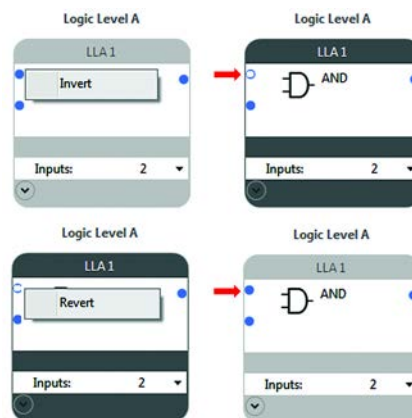 Logic Level A
LLA 1
Invert
Inputs: 2
Logic Level A
LLA 1
AND
Inputs: 2
Logic Level A
LLA 1
Revert
Inputs: 2
Logic Level A
LLA 1
AND
Inputs: 2